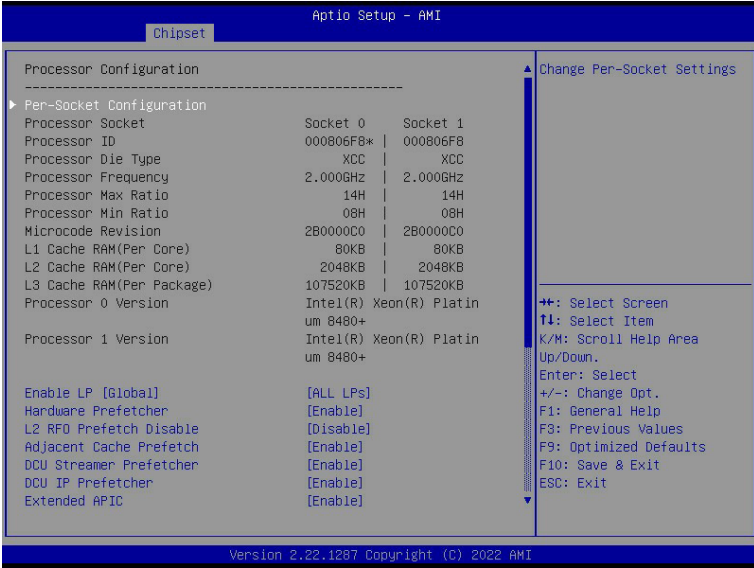 Aptio Setup – AMI
Chipset
Processor Configuration
--------------------------------------------------
Per-Socket Configuration
Processor Socket Socket 0 Socket 1
Processor ID 000806F8* | 000806F8
Processor Die Type XCC | XCC
Processor Frequency 2.000GHz | 2.000GHz
Processor Max Ratio 14H | 14H
Processor Min Ratio 08H | 08H
Microcode Revision 2B0000C0 | 2B0000C0
L1 Cache RAM(Per Core) 80KB | 80KB
L2 Cache RAM(Per Core) 2048KB | 2048KB
L3 Cache RAM(Per Package) 107520KB | 107520KB
Processor 0 Version Intel(R) Xeon(R) Platin
um 8480+
Processor 1 Version Intel(R) Xeon(R) Platin
um 8480+
Enable LP [Global] [ALL LPs]
Hardware Prefetcher [Enable]
L2 RFO Prefetch Disable [Disable]
Adjacent Cache Prefetch [Enable]
DCU Streamer Prefetcher [Enable]
DCU IP Prefetcher [Enable]
Extended APIC [Enable]
Change Per-Socket Settings
→←: Select Screen
↑↓: Select Item
K/M: Scroll Help Area
Up/Down.
Enter: Select
+/-: Change Opt.
F1: General Help
F3: Previous Values
F9: Optimized Defaults
F10: Save & Exit
ESC: Exit
Version 2.22.1287 Copyright (C) 2022 AMI